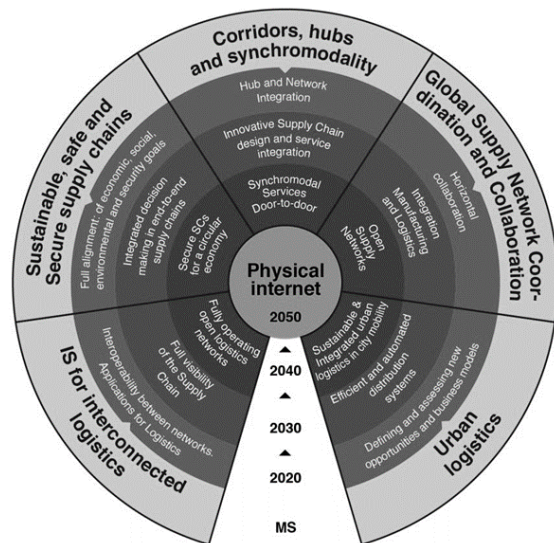 Corridors, hubs
and synchromodality
Hub and Network
Integration
Innovative Supply Chain
design and service
integration
Synchromodal
Services
Door-to-door
Global Supply Network Coor-
dination and Collaboration
Horizontal
collaboration
Integration
Manufacturing
and logistics
Open
Supply
Networks
Sustainable, safe and
Secure supply chains
Full alignment: of economic, social,
environmental and security goals
Integrated decision
making in end-to-end
supply chains
Secure SCs
for a circular
economy
Physical
internet
2050
IS for interconnected
logistics
Interoperability between networks.
Applications for Logistics
Full visibility
of the Supply
Chain
Fully operating
open logistics
networks
Sustainable &
Integrated urban
logistics in city mobility
Efficient and automated
distribution
systems
Defining and assessing new
opportunities and business models
Urban
logistics
2040
2030
2020
MS